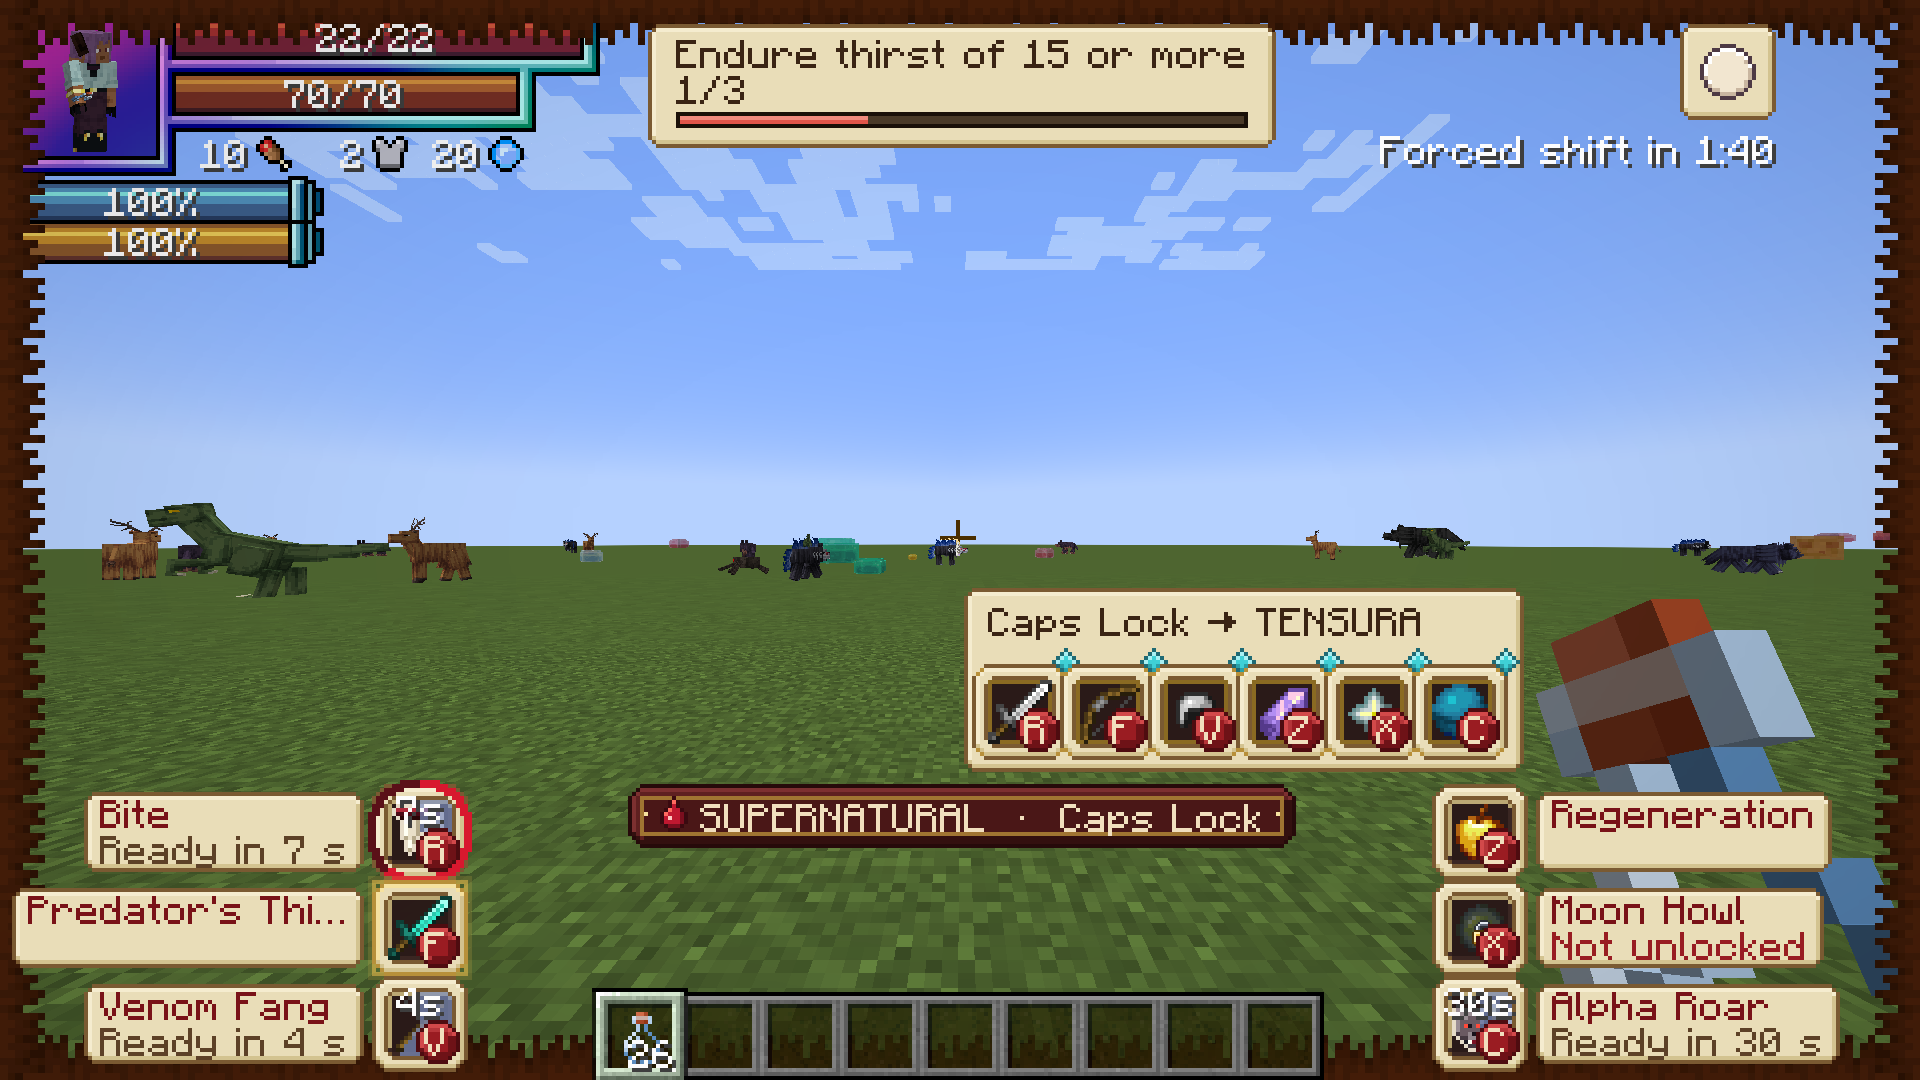 22/22
Endure thirst of 15 or more
1/3
70/70
Forced shift in 1:40
10 2 20
100%
100%
Caps Lock → TENSURA
R F V Z X C
SUPERNATURAL · Caps Lock
Bite
Ready in 7 s
7s
R
Predator's Thi...
F
Venom Fang
Ready in 4 s
4s
V
26
Z
Regeneration
X
Moon Howl
Not unlocked
30s
C
Alpha Roar
Ready in 30 s